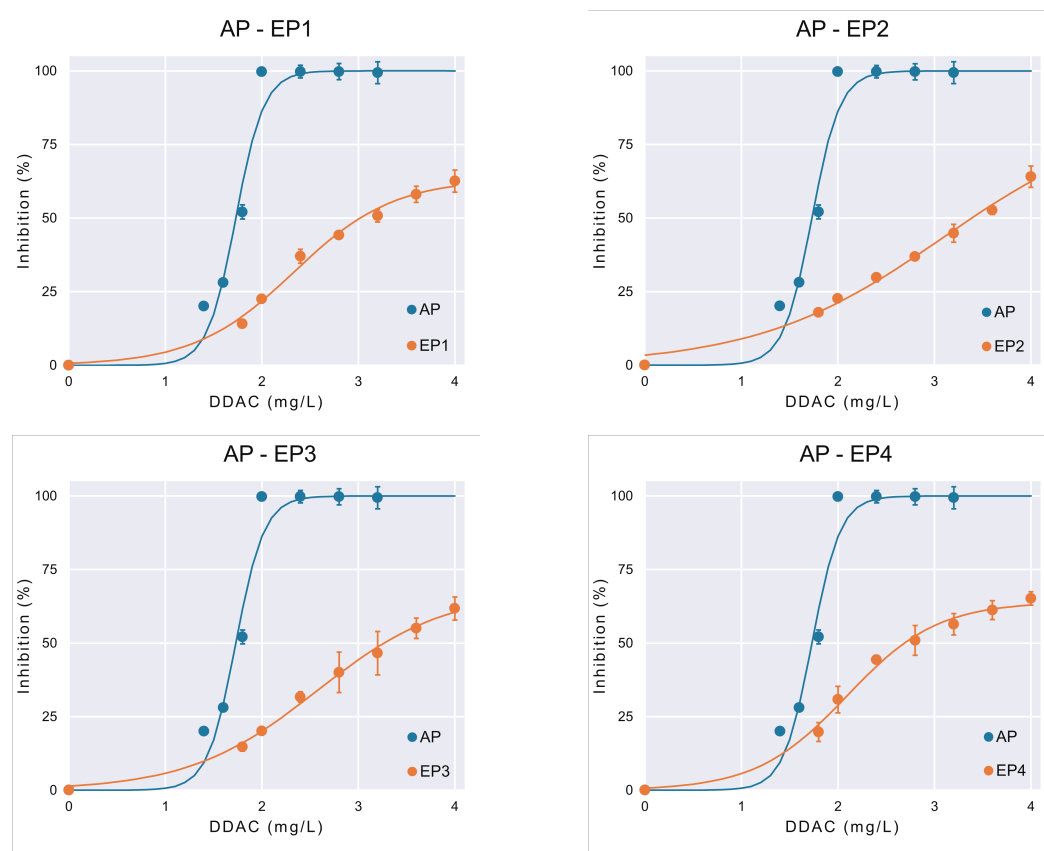 AP - EP1
100
75
50
25
0
Inhibition (%)
AP
EP1
0 1 2 3 4
DDAC (mg/L)
AP - EP2
100
75
50
25
0
Inhibition (%)
AP
EP2
0 1 2 3 4
DDAC (mg/L)
AP - EP3
100
75
50
25
0
Inhibition (%)
AP
EP3
0 1 2 3 4
DDAC (mg/L)
AP - EP4
100
75
50
25
0
Inhibition (%)
AP
EP4
0 1 2 3 4
DDAC (mg/L)